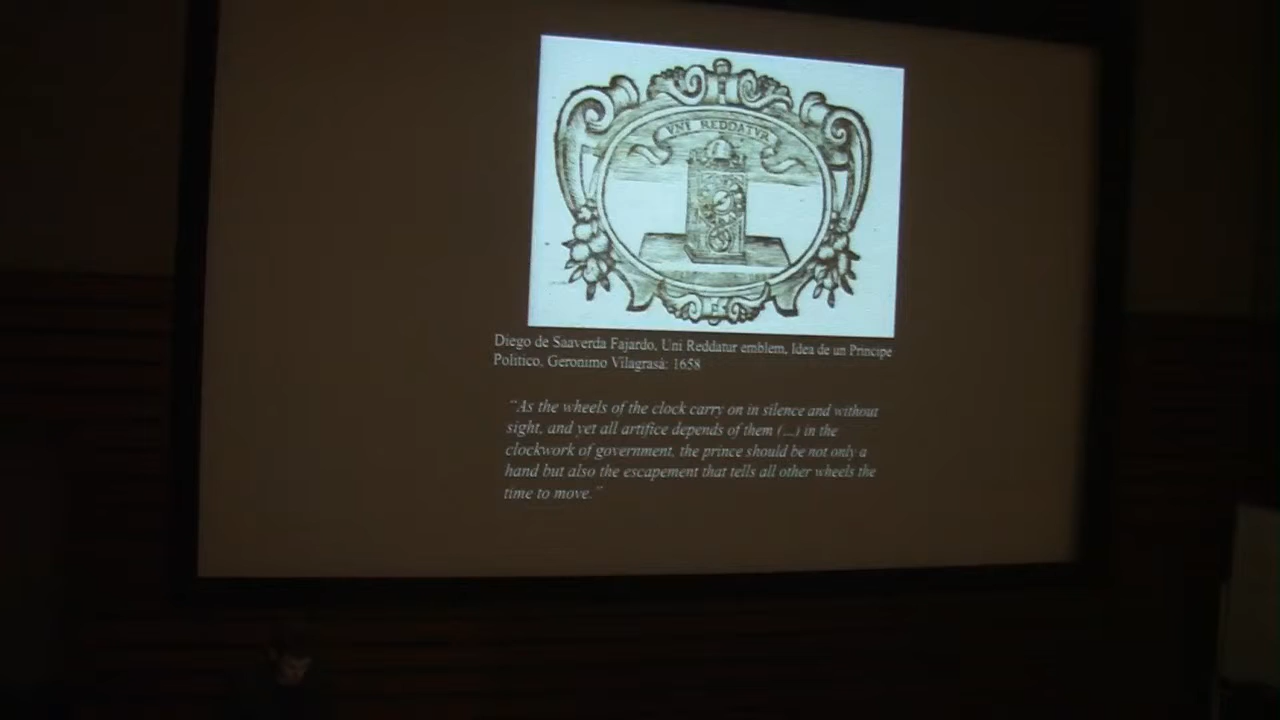 VNI REDDATVR
Diego de Saaverda Fajardo, Uni Reddatur emblem, Idea de un Principe
Politico, Geronimo Vilagrasà: 1658
“As the wheels of the clock carry on in silence and without
sight, and yet all artifice depends of them (...) in the
clockwork of government, the prince should be not only a
hand but also the escapement that tells all other wheels the
time to move.”